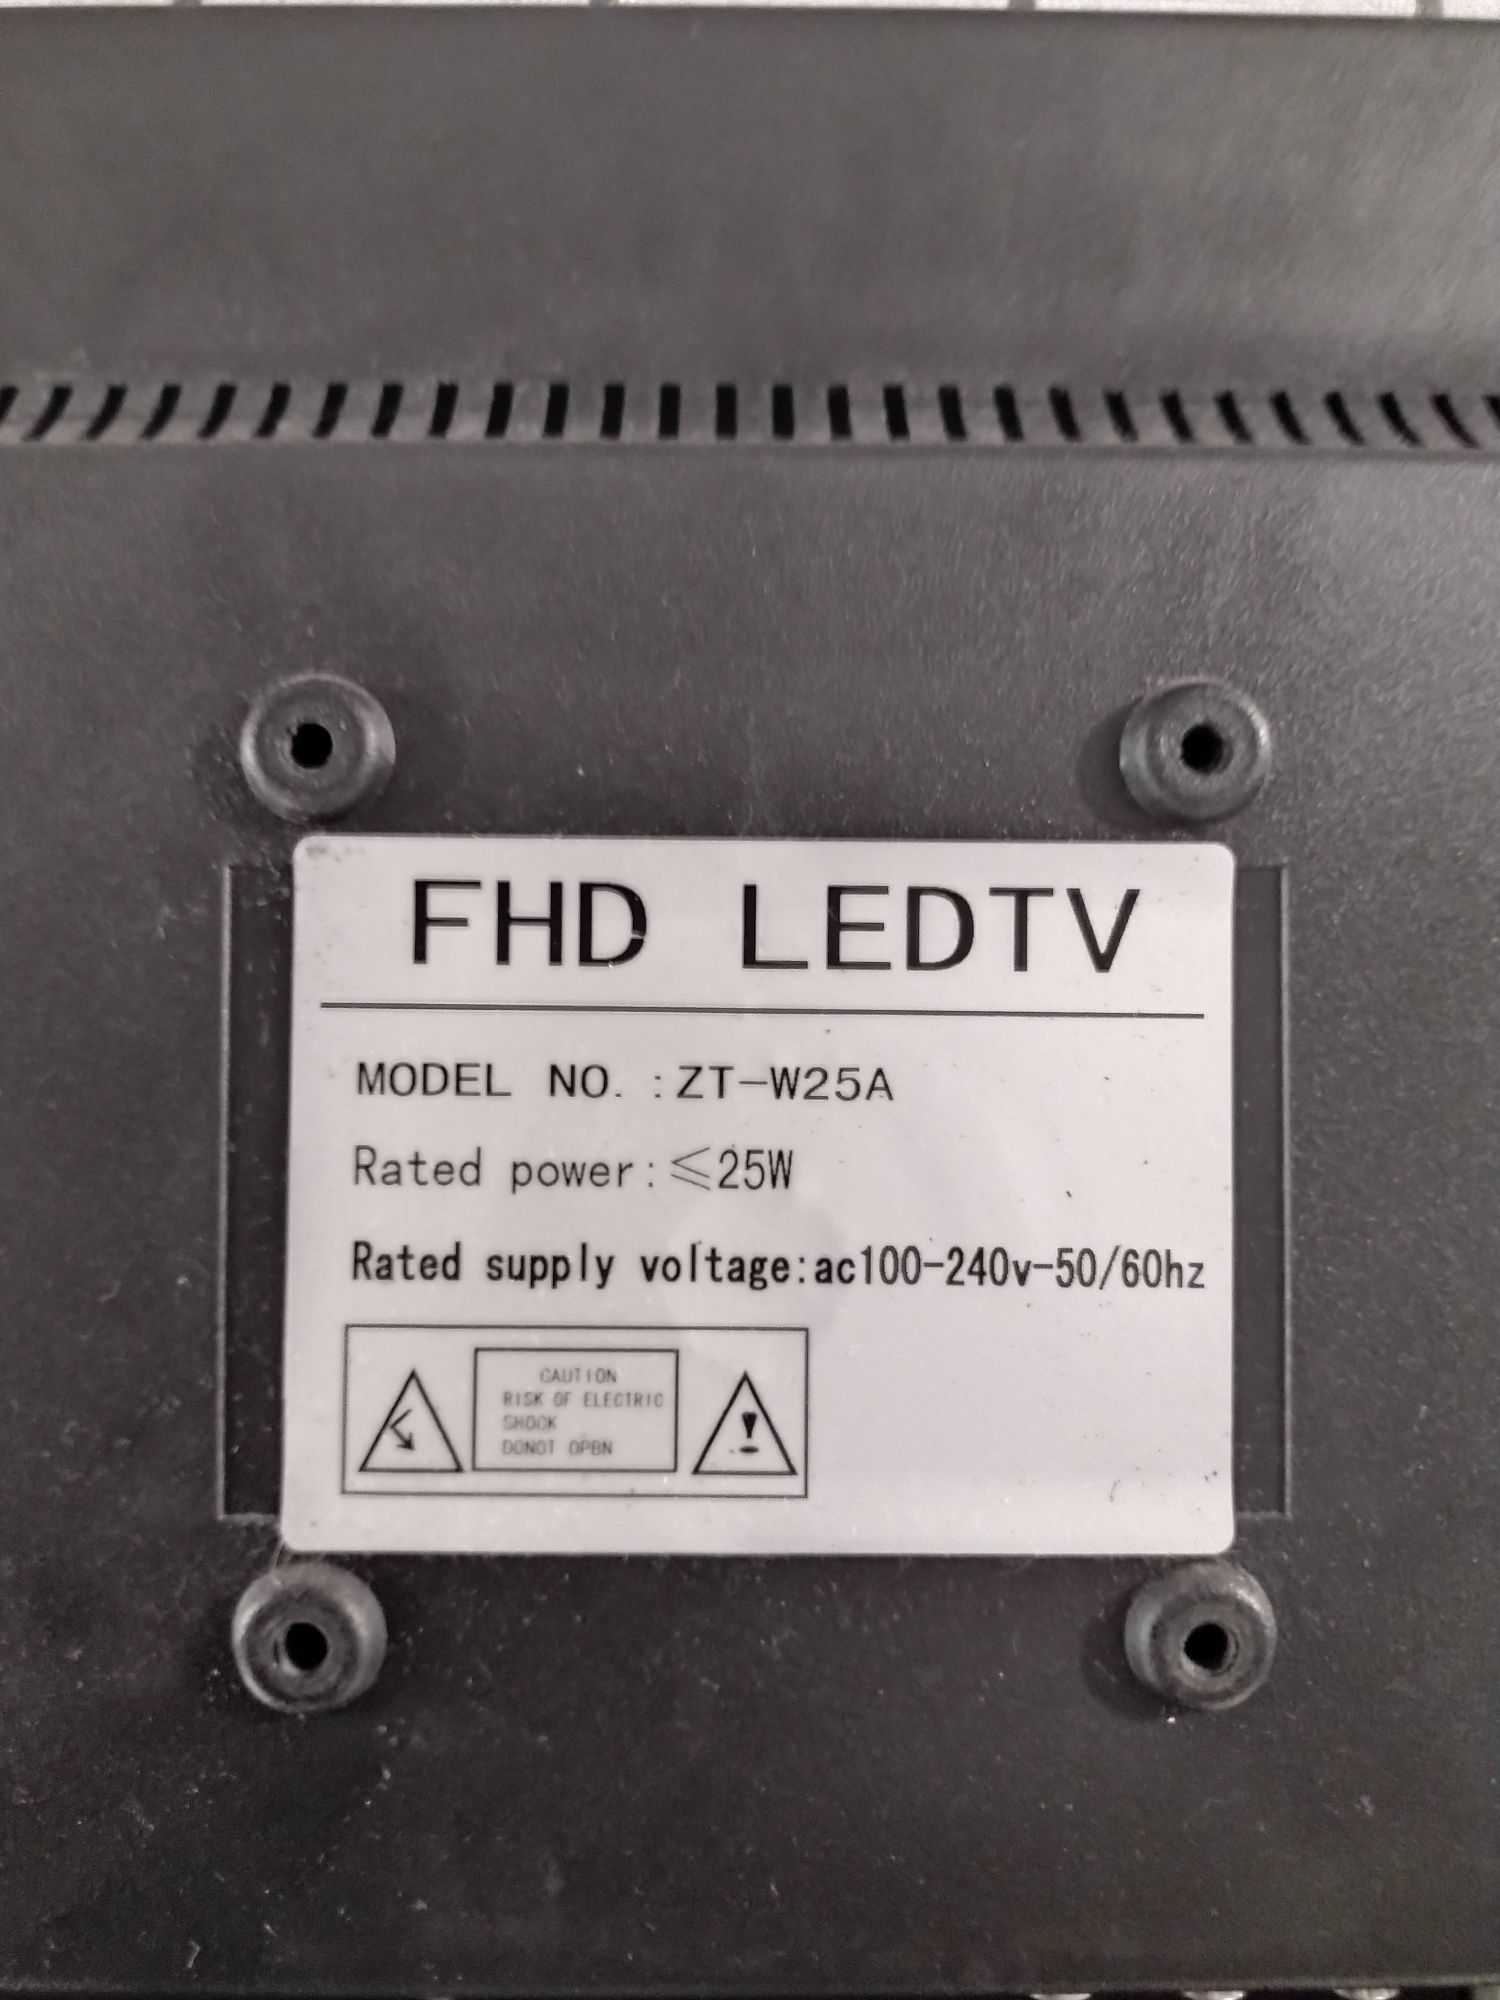 FHD LEDTV
MODEL NO. :ZT-W25A
Rated power:≤25W
Rated supply voltage:ac100-240v-50/60hz
CAUTION
RISK OF ELECTRIC
SHOCK
DONOT OPBN